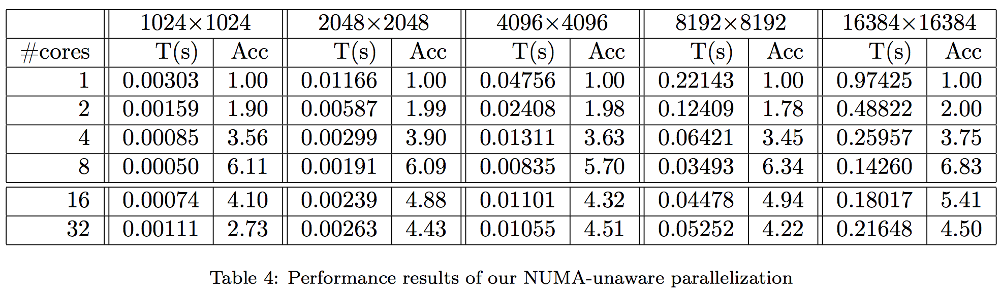 1024×1024 2048×2048 4096×4096 8192×8192 16384×16384
#cores T(s) Acc T(s) Acc T(s) Acc T(s) Acc T(s) Acc
1 0.00303 1.00 0.01166 1.00 0.04756 1.00 0.22143 1.00 0.97425 1.00
2 0.00159 1.90 0.00587 1.99 0.02408 1.98 0.12409 1.78 0.48822 2.00
4 0.00085 3.56 0.00299 3.90 0.01311 3.63 0.06421 3.45 0.25957 3.75
8 0.00050 6.11 0.00191 6.09 0.00835 5.70 0.03493 6.34 0.14260 6.83
16 0.00074 4.10 0.00239 4.88 0.01101 4.32 0.04478 4.94 0.18017 5.41
32 0.00111 2.73 0.00263 4.43 0.01055 4.51 0.05252 4.22 0.21648 4.50
Table 4: Performance results of our NUMA-unaware parallelization